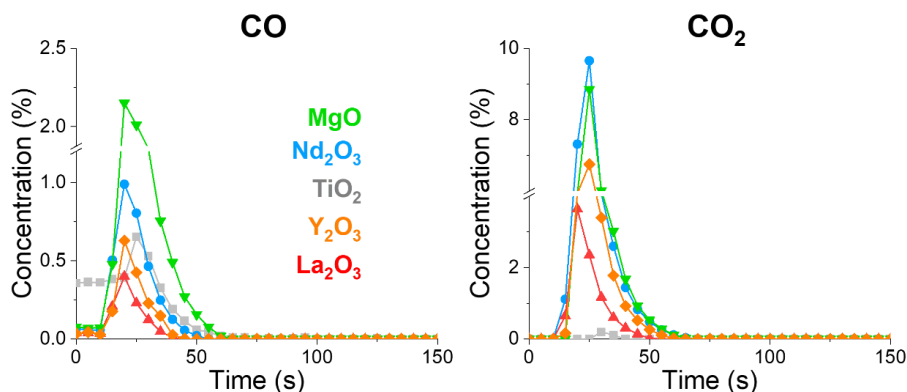 CO
Concentration (%)
2.5
2.0
1.0
0.5
0.0
0
50
100
150
Time (s)
MgO
Nd₂O₃
TiO₂
Y₂O₃
La₂O₃
CO₂
Concentration (%)
10
8
2
0
0
50
100
150
Time (s)